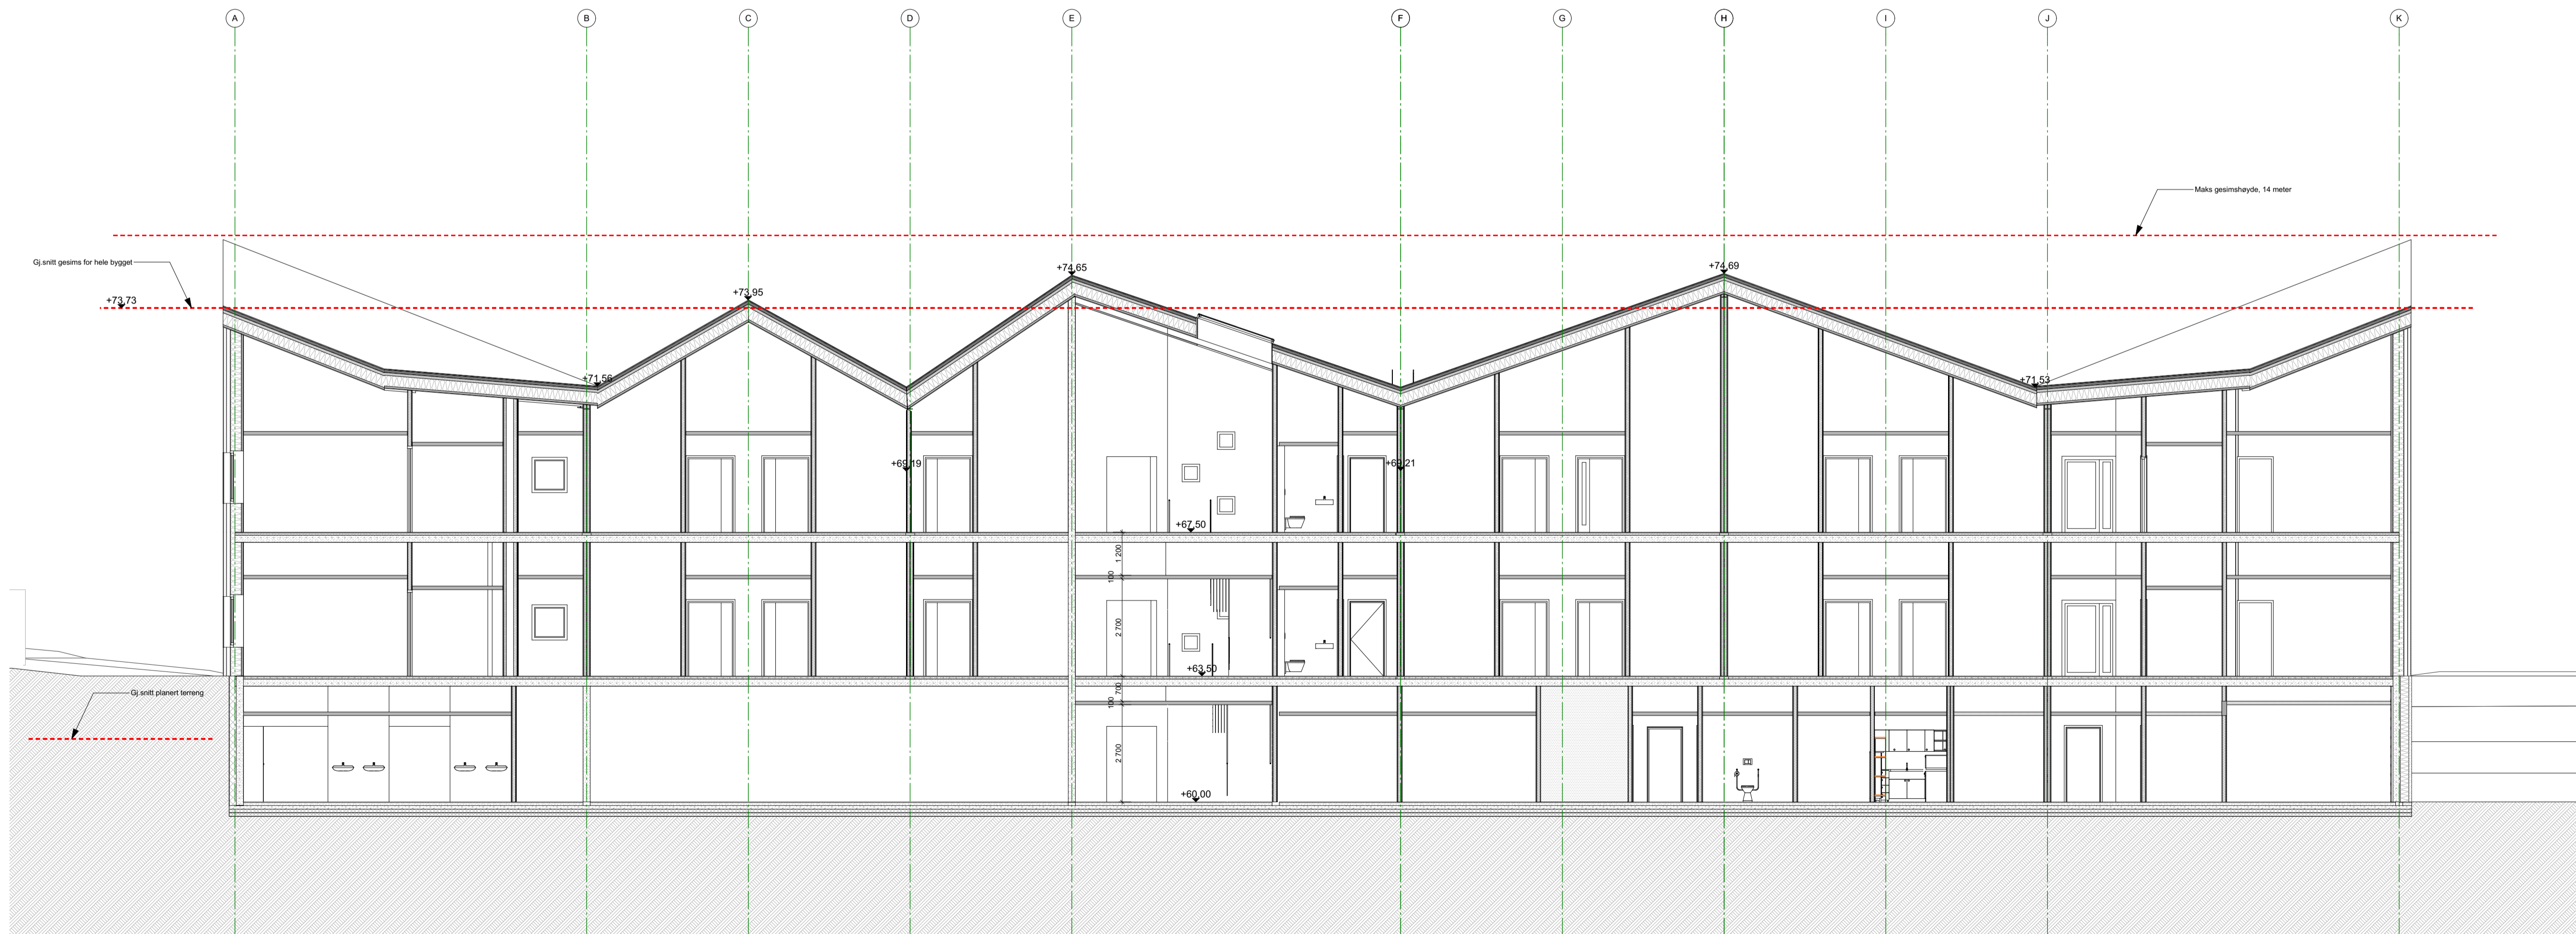 A
B
C
D
E
F
G
H
I
J
K
Maks gesimshøyde, 14 meter
Gj.snitt gesims for hele bygget
+74,65
+74,69
+73,95
+73,73
+71,56
+71,53
+69,19
+69,21
+67,50
1 200
100
2 700
+63,50
700
100
Gj.snitt planert terreng
2 700
+60,00